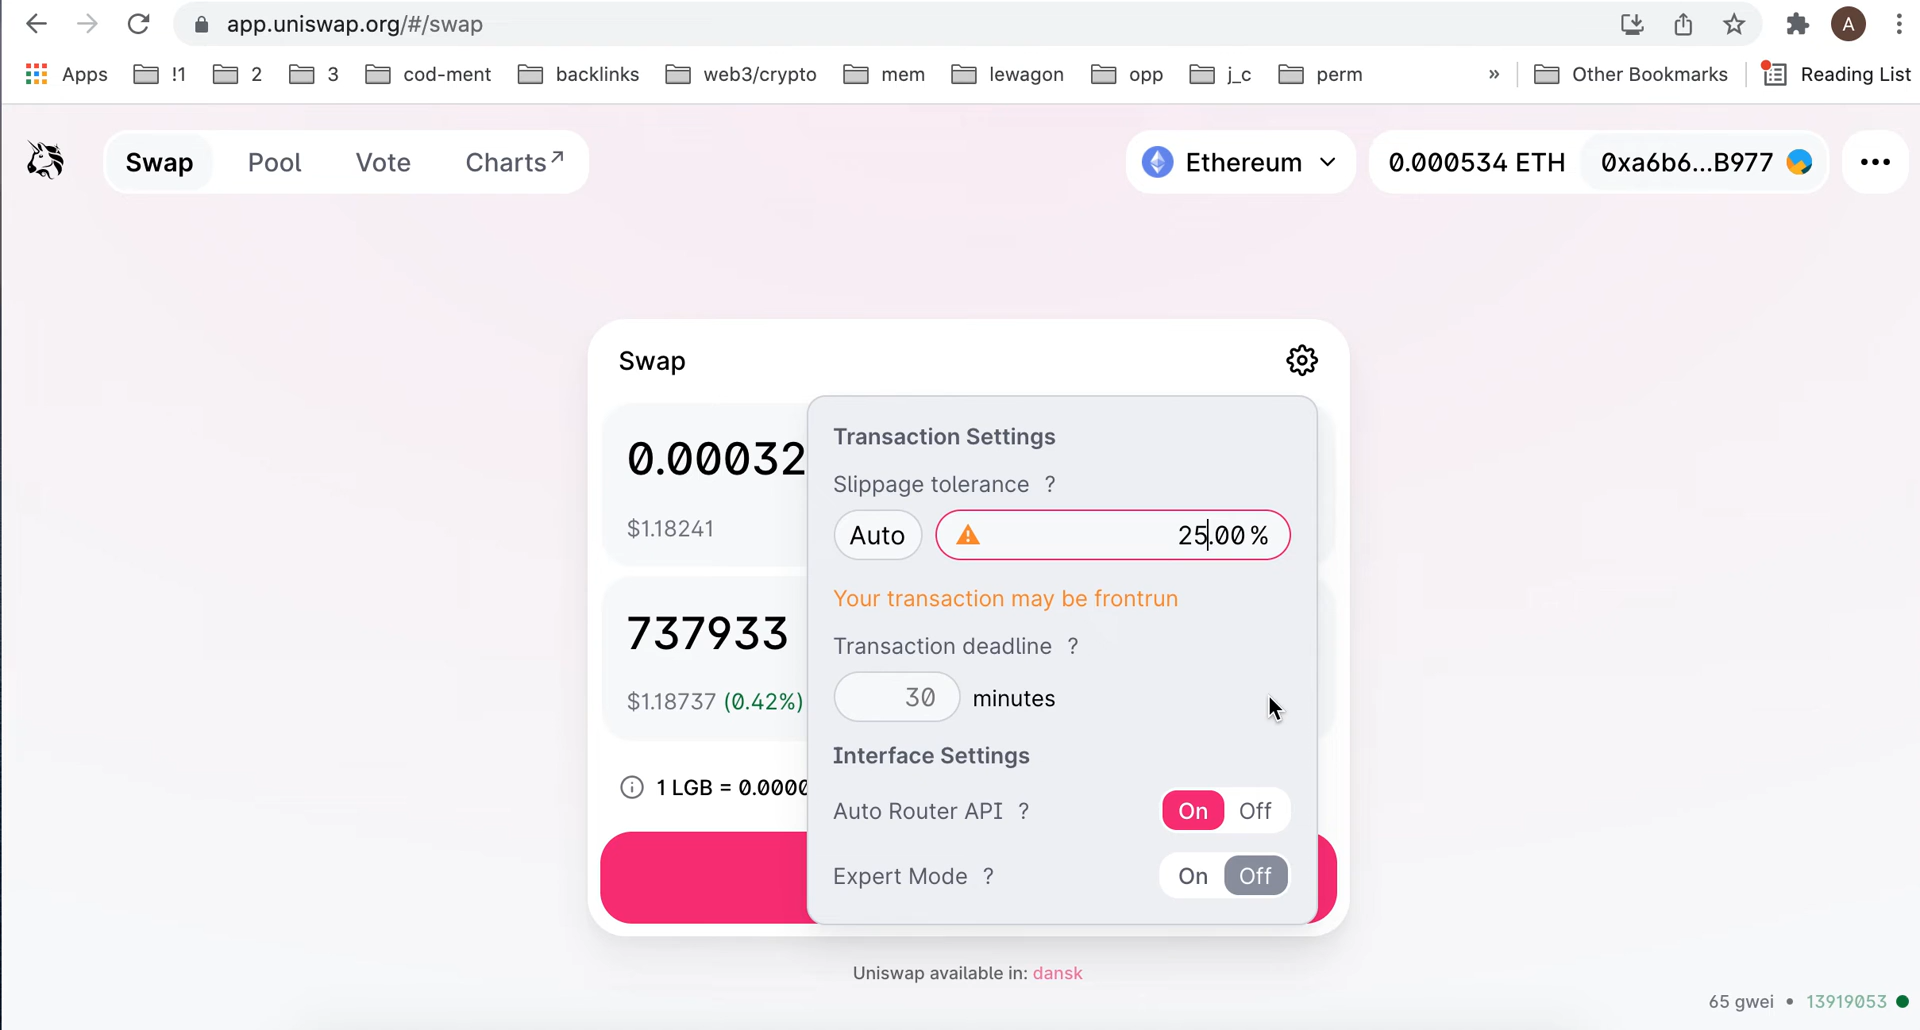 app.uniswap.org/#/swap
A
Apps !1 2 3 cod-ment backlinks web3/crypto mem lewagon opp j_c perm » Other Bookmarks Reading List
Swap Pool Vote Charts↗ Ethereum 0.000534 ETH 0xa6b6...B977
Swap
0.00032
$1.18241
737933
$1.18737 (0.42%)
1 LGB = 0.0000
Transaction Settings
Slippage tolerance ?
Auto 25.00%
Your transaction may be frontrun
Transaction deadline ?
30 minutes
Interface Settings
Auto Router API ? On Off
Expert Mode ? On Off
Uniswap available in: dansk
65 gwei • 13919053